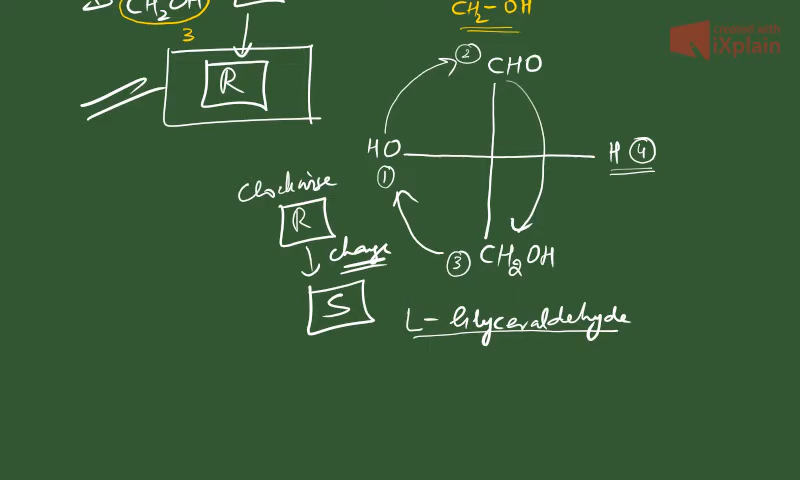 CH2OH
3
CH2-OH
created with
iXplain
R
② CHO
HO
H ④
①
Clockwise
R
change
③ CH2OH
S
L- Glyceraldehyde